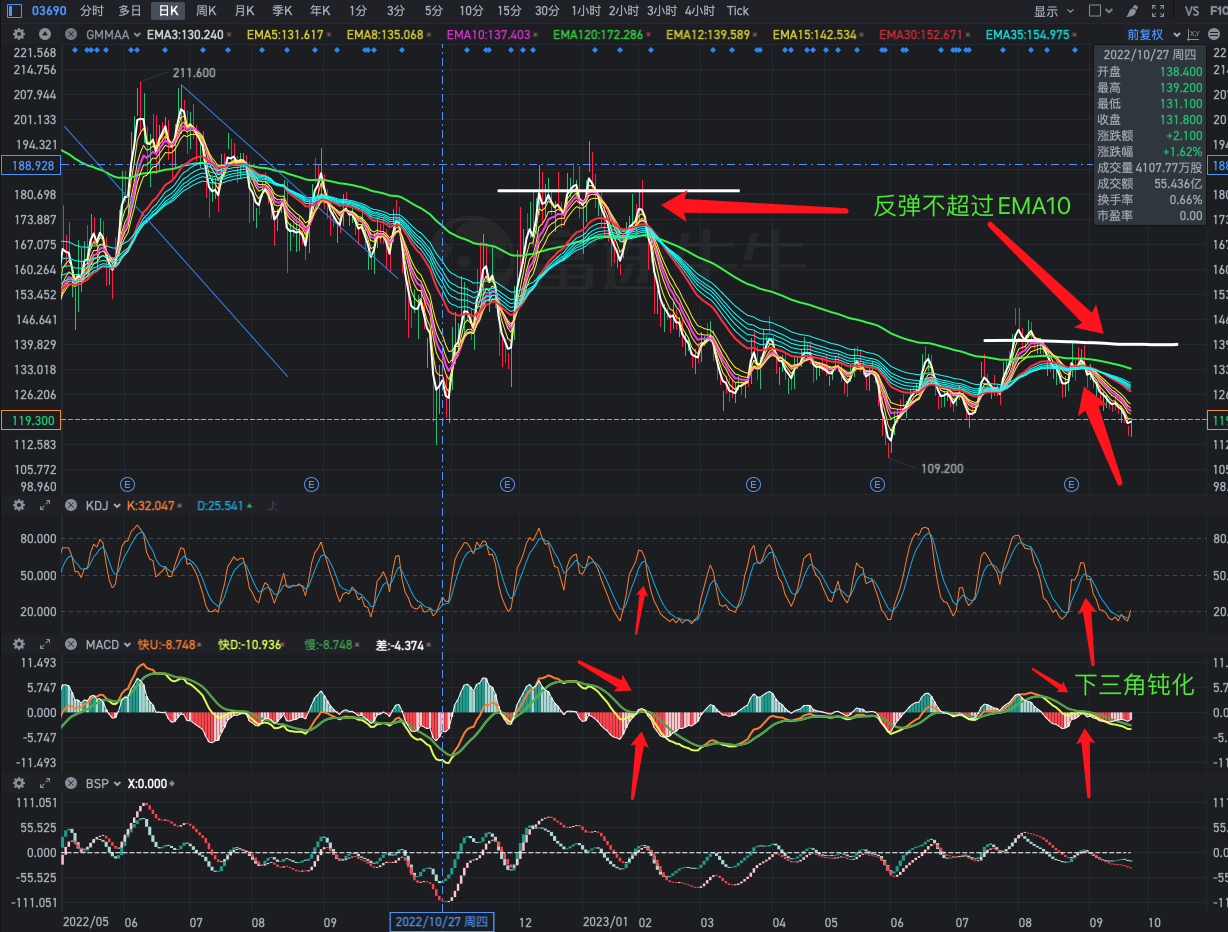 03690 分时 多日 日K 周K 月K 季K 年K 1分 3分 5分 10分 15分 30分 1小时 2小时 3小时 4小时 Tick 显示 VS F10
GMMAA EMA3:130.240 EMA5:131.617 EMA8:135.068 EMA10:137.403 EMA120:172.286 EMA12:139.589 EMA15:142.534 EMA30:152.671 EMA35:154.975 前复权
221.568
214.756
207.944
201.133
194.321
188.928
180.698
173.887
167.075
160.264
153.452
146.641
139.829
133.018
126.206
119.300
112.583
105.772
98.960
211.600
109.200
富途牛牛
反弹不超过EMA10
2022/10/27 周四
开盘 138.400
最高 139.200
最低 131.100
收盘 131.800
涨跌额 +2.100
涨跌幅 +1.62%
成交量 4107.77万股
成交额 55.436亿
换手率 0.66%
市盈率 0.00
E E E E E E
KDJ K:32.047 D:25.541 J:
80.000
50.000
20.000
MACD 快U:-8.748 快D:-10.936 慢:-8.748 差:-4.374
11.493
5.747
0.000
-5.747
-11.493
下三角钝化
BSP X:0.000
111.051
55.525
0.000
-55.525
-111.051
2022/05 06 07 08 09 2022/10/27 周四 12 2023/01 02 03 04 05 06 07 08 09 10